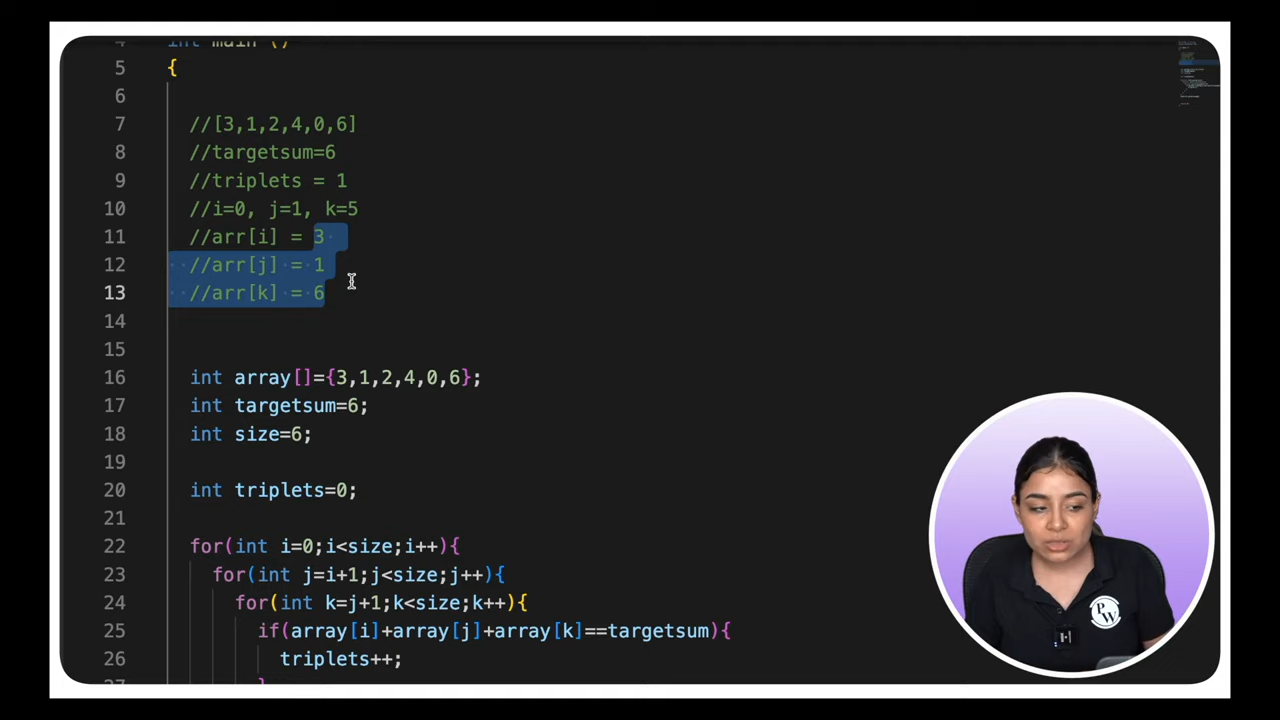 4 int main ()
5 {
6
7 //[3,1,2,4,0,6]
8 //targetsum=6
9 //triplets = 1
10 //i=0, j=1, k=5
11 //arr[i] = 3
12 //arr[j] = 1
13 //arr[k] = 6
14
15
16 int array[]={3,1,2,4,0,6};
17 int targetsum=6;
18 int size=6;
19
20 int triplets=0;
21
22 for(int i=0;i<size;i++){
23 for(int j=i+1;j<size;j++){
24 for(int k=j+1;k<size;k++){
25 if(array[i]+array[j]+array[k]==targetsum){
26 triplets++;
27 }
P
W